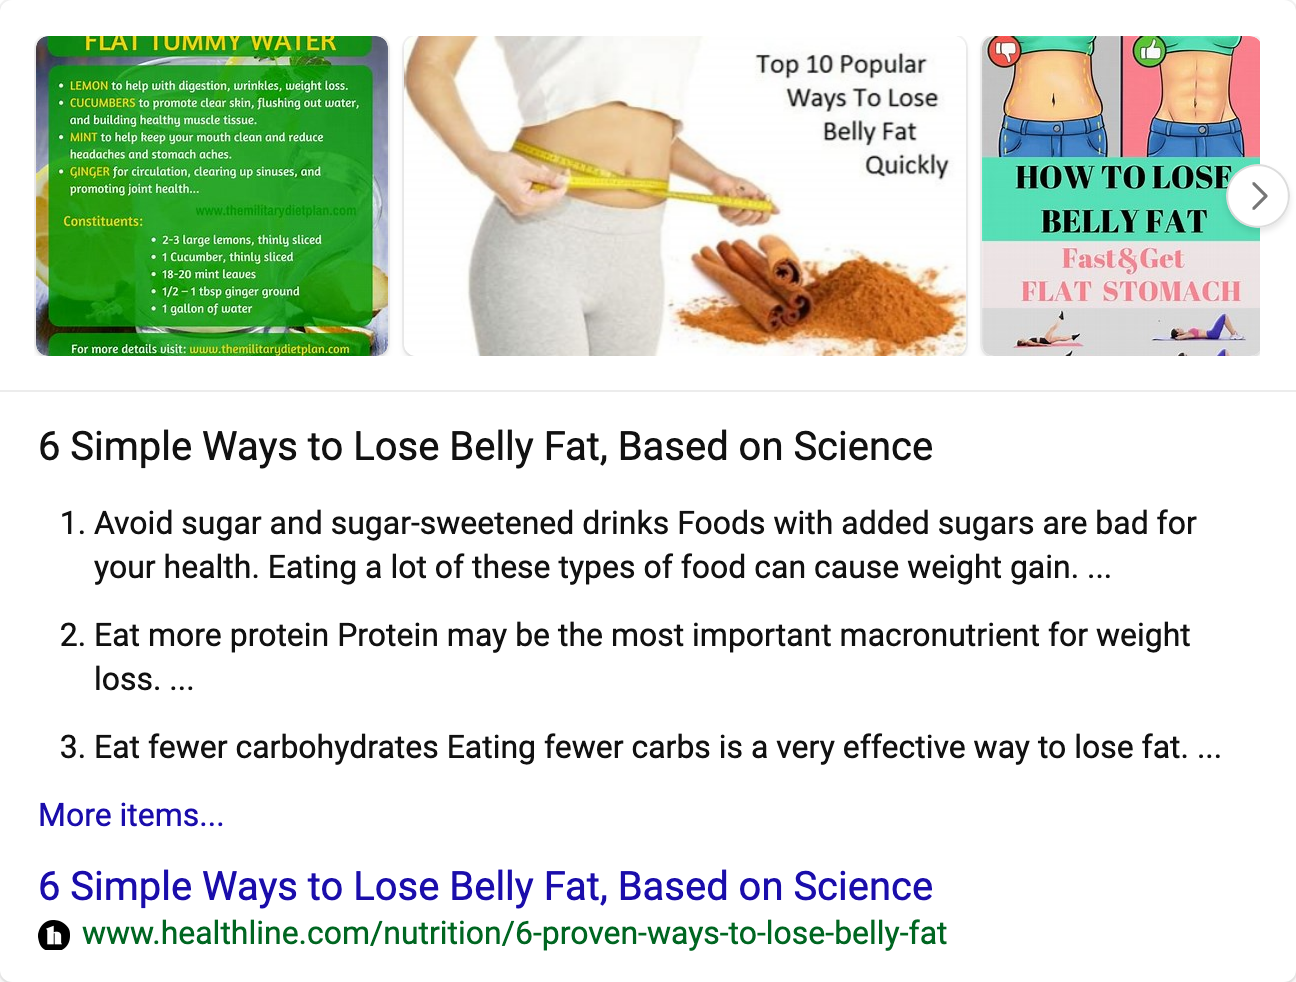 FLAT TUMMY WATER
• LEMON to help with digestion, wrinkles, weight loss.
• CUCUMBERS to promote clear skin, flushing out water,
and building healthy muscle tissue.
• MINT to help keep your mouth clean and reduce
headaches and stomach aches.
• GINGER for circulation, clearing up sinuses, and
promoting joint health...
www.themilitarydietplan.com
Constituents:
• 2-3 large lemons, thinly sliced
• 1 Cucumber, thinly sliced
• 18-20 mint leaves
• 1/2 – 1 tbsp ginger ground
• 1 gallon of water
For more details visit: www.themilitarydietplan.com
Top 10 Popular
Ways To Lose
Belly Fat
Quickly
HOW TO LOSE
BELLY FAT
Fast&Get
FLAT STOMACH
6 Simple Ways to Lose Belly Fat, Based on Science
1. Avoid sugar and sugar-sweetened drinks Foods with added sugars are bad for
your health. Eating a lot of these types of food can cause weight gain. ...
2. Eat more protein Protein may be the most important macronutrient for weight
loss. ...
3. Eat fewer carbohydrates Eating fewer carbs is a very effective way to lose fat. ...
More items...
6 Simple Ways to Lose Belly Fat, Based on Science
h www.healthline.com/nutrition/6-proven-ways-to-lose-belly-fat